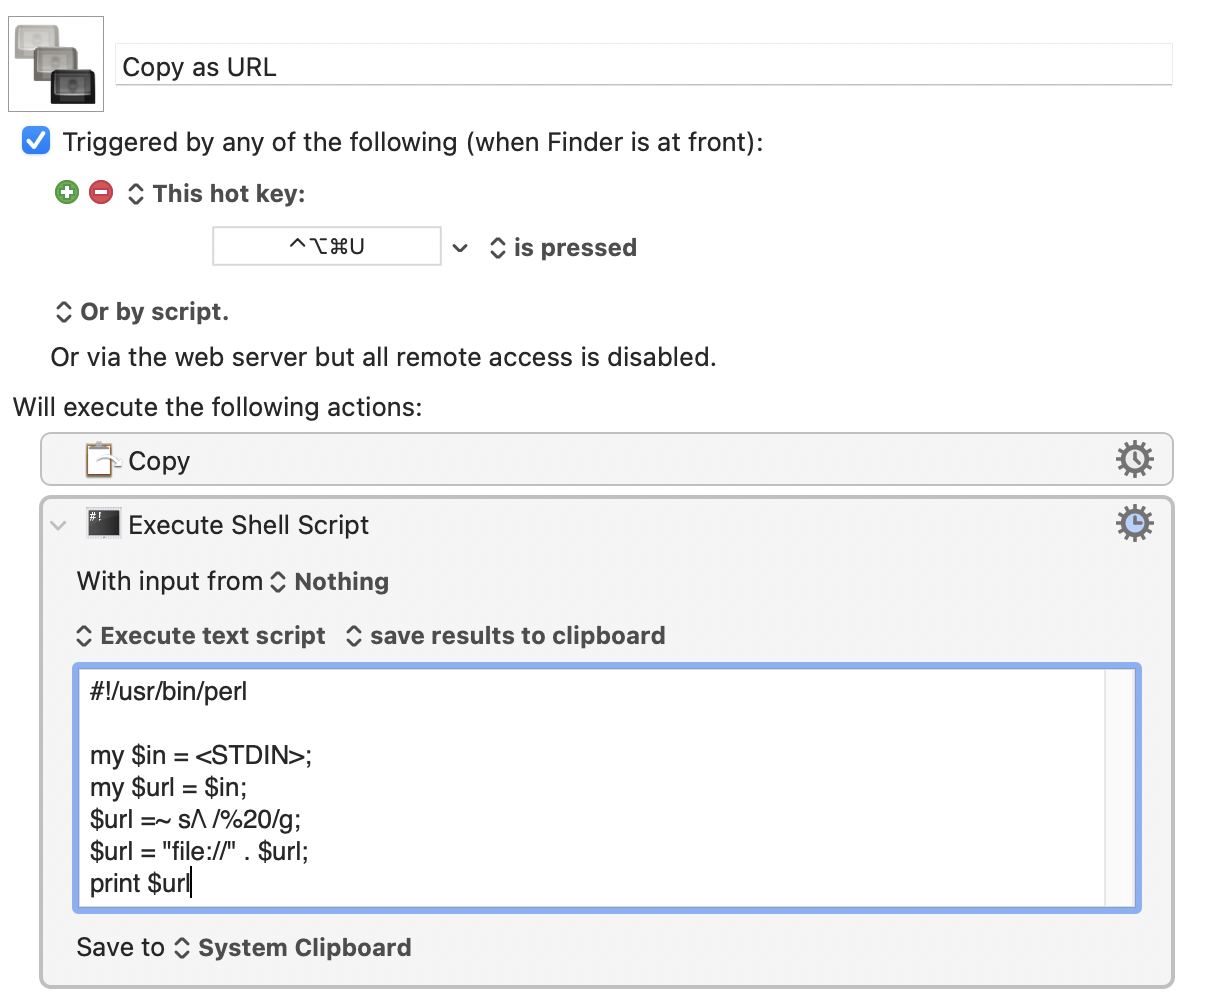 Copy as URL
Triggered by any of the following (when Finder is at front):
This hot key:
^⌥⌘U is pressed
Or by script.
Or via the web server but all remote access is disabled.
Will execute the following actions:
Copy
#! Execute Shell Script
With input from Nothing
Execute text script save results to clipboard
#!/usr/bin/perl
my $in = <STDIN>;
my $url = $in;
$url =~ s/\ /%20/g;
$url = "file://" . $url;
print $url
Save to System Clipboard